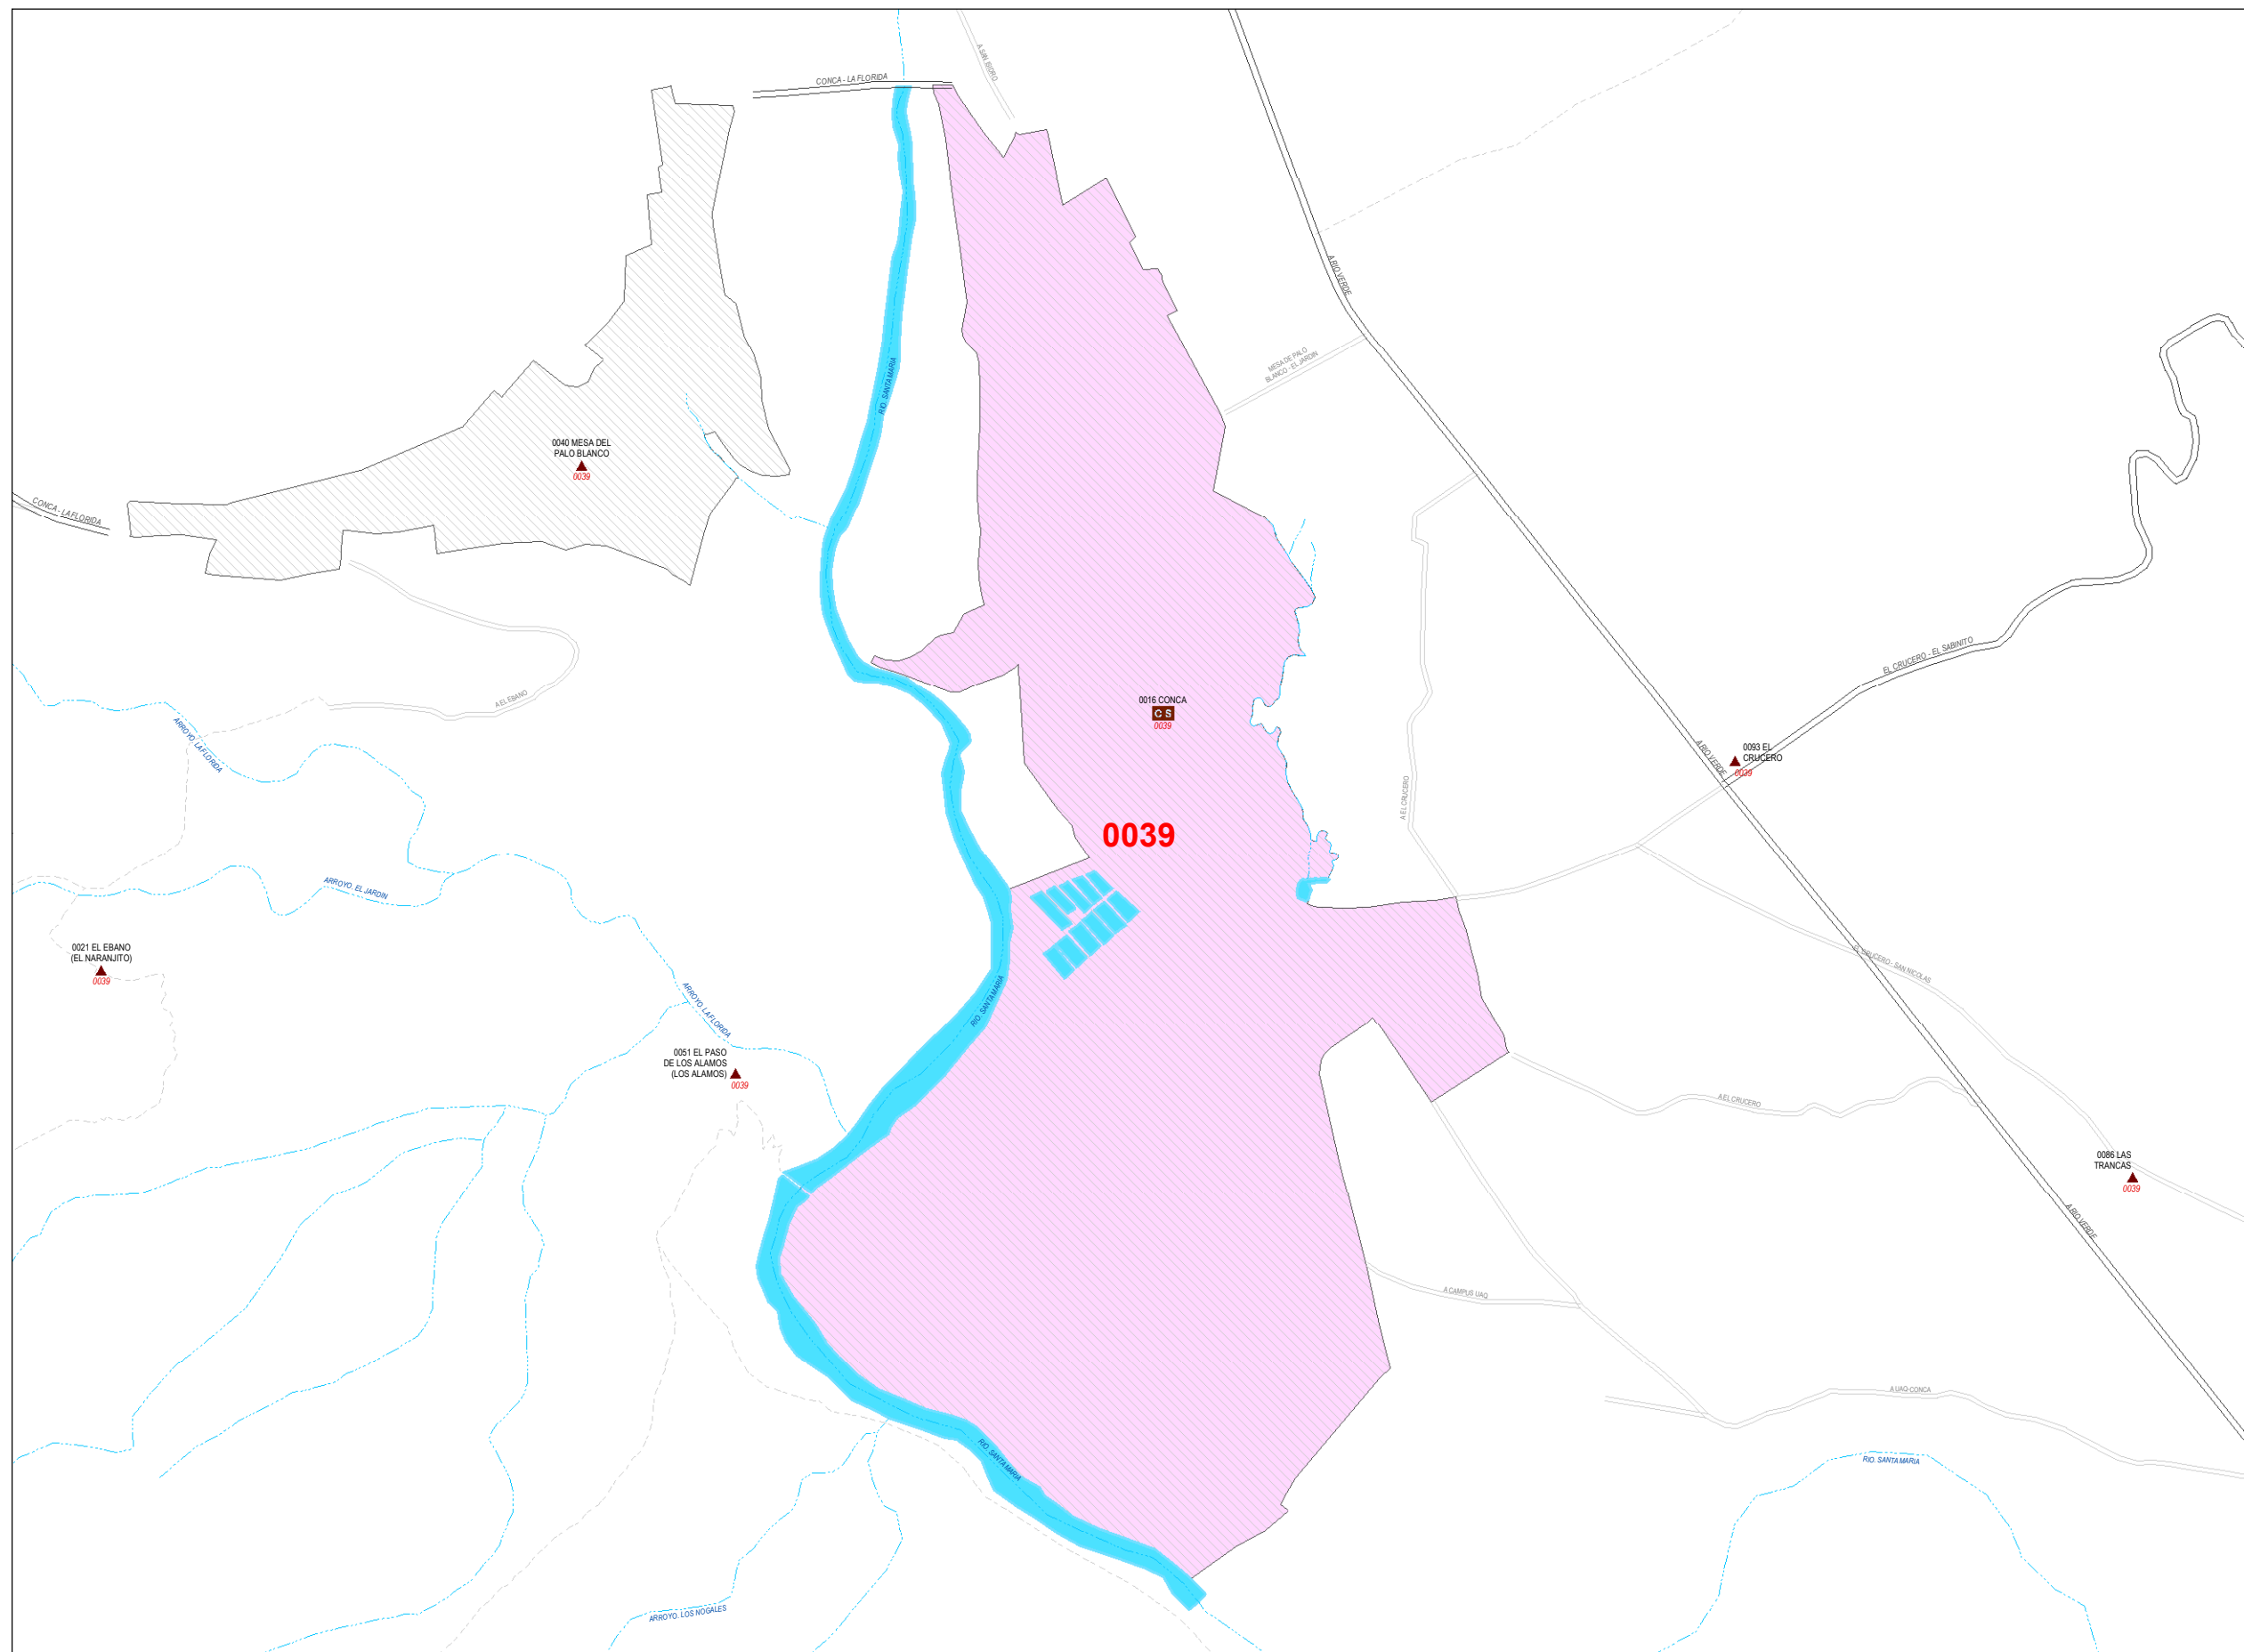 CONCA - LA FLORIDA
A SAN ISIDRO
A RIO VERDE
RIO. SANTA MARIA
MESA DE PALO
BLANCO - EL JARDIN
0040 MESA DEL
PALO BLANCO
0039
CONCA - LA FLORIDA
EL CRUCERO - EL SABINITO
A EL EBANO
0016 CONCA
C S
0039
ARROYO. LA FLORIDA
A RIO VERDE
0093 EL
CRUCERO
0039
A EL CRUCERO
0039
ARROYO. EL JARDIN
0021 EL EBANO
(EL NARANJITO)
0039
EL CRUCERO - SAN NICOLAS
RIO. SANTA MARIA
ARROYO. LA FLORIDA
0051 EL PASO
DE LOS ALAMOS
(LOS ALAMOS)
0039
A EL CRUCERO
0086 LAS
TRANCAS
0039
A RIO VERDE
A CAMPUS UAQ
A UAQ CONCA
RIO. SANTA MARIA
RIO. SANTA MARIA
ARROYO. LOS NOGALES